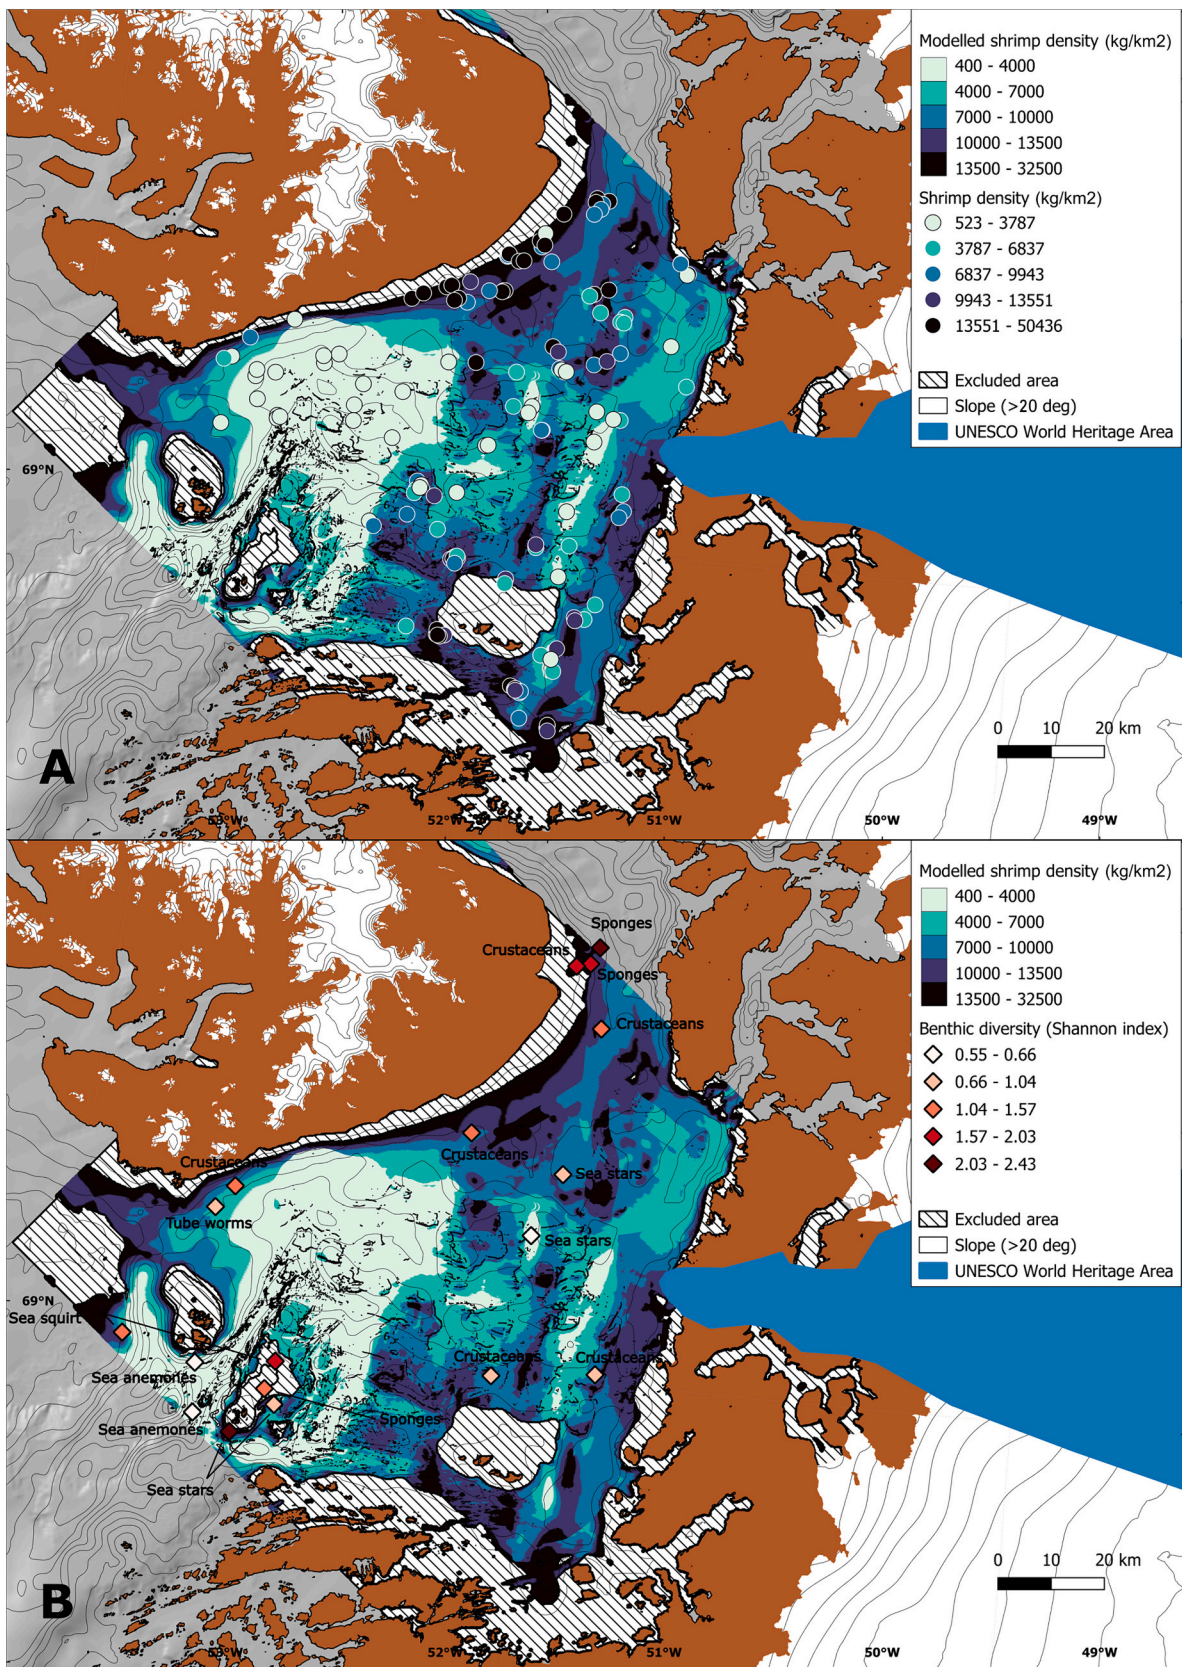 Modelled shrimp density (kg/km2)
400 - 4000
4000 - 7000
7000 - 10000
10000 - 13500
13500 - 32500
Shrimp density (kg/km2)
523 - 3787
3787 - 6837
6837 - 9943
9943 - 13551
13551 - 50436
Excluded area
Slope (>20 deg)
UNESCO World Heritage Area
69°N
0 10 20 km
A
53°W 52°W 51°W 50°W 49°W
Modelled shrimp density (kg/km2)
400 - 4000
4000 - 7000
7000 - 10000
10000 - 13500
13500 - 32500
Benthic diversity (Shannon index)
0.55 - 0.66
0.66 - 1.04
1.04 - 1.57
1.57 - 2.03
2.03 - 2.43
Excluded area
Slope (>20 deg)
UNESCO World Heritage Area
Sponges
Crustaceans
Sponges
Crustaceans
Crustaceans
Crustaceans
Sea stars
Tube worms
Sea stars
69°N
Sea squirt
Crustaceans
Crustaceans
Sea anemones
Sponges
Sea anemones
Sea stars
0 10 20 km
B
53°W 52°W 51°W 50°W 49°W